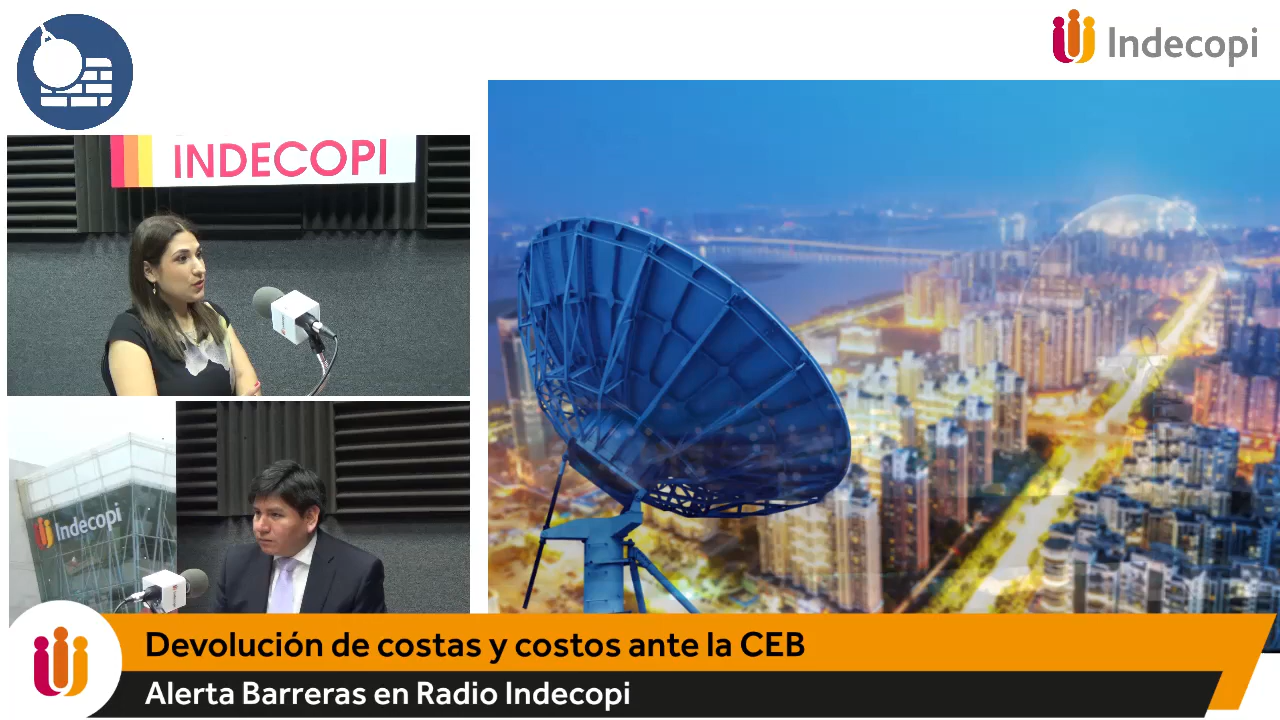 Indecopi
INDECOPI
Indecopi
Devolución de costas y costos ante la CEB
Alerta Barreras en Radio Indecopi